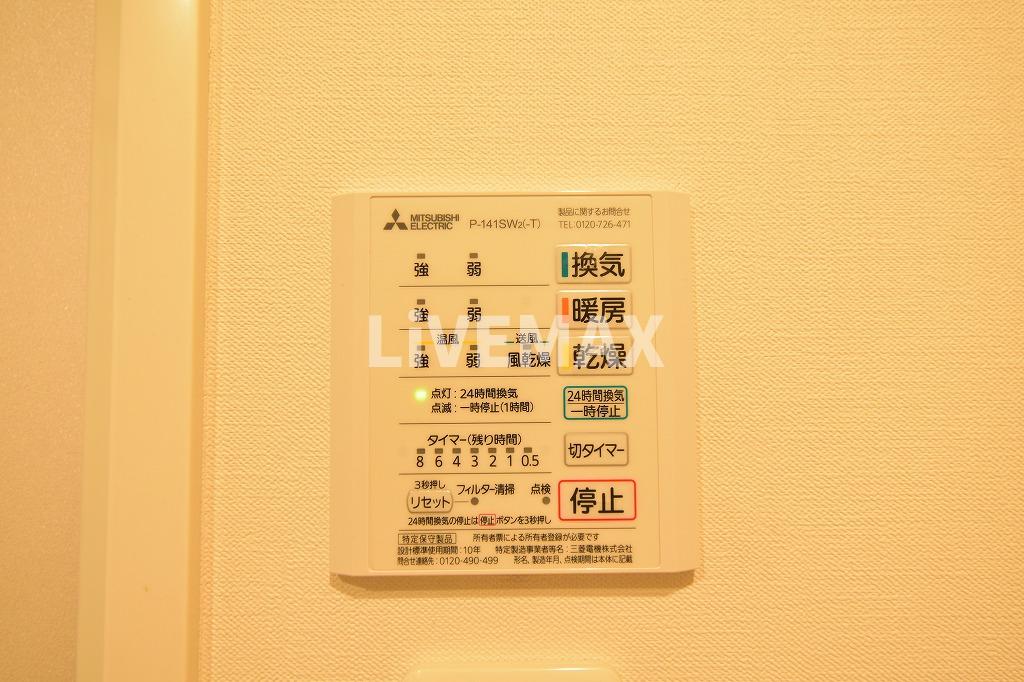 MITSUBISHI
ELECTRIC
P-141SW2(-T)
製品に関するお問合せ
TEL:0120-726-471
強 弱 換気
強 弱 暖房
LiVEMAX
温風 送風
強 弱 風乾燥 乾燥
点灯:24時間換気
点滅:一時停止(1時間)
24時間換気
一時停止
タイマー(残り時間)
8 6 4 3 2 1 0.5
切タイマー
3秒押し
リセット フィルター清掃 点検
停止
24時間換気の停止は停止ボタンを3秒押し
特定保守製品 所有者票による所有者登録が必要です
設計標準使用期間:10年 特定製造事業者等名:三菱電機株式会社
問合せ連絡先:0120-490-499 形名、製造年月、点検期間は本体に記載